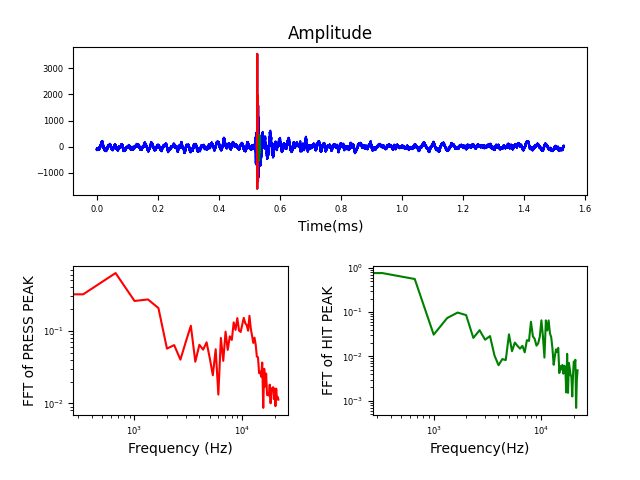 Amplitude
3000
2000
1000
0
−1000
0.0 0.2 0.4 0.6 0.8 1.0 1.2 1.4 1.6
Time(ms)
FFT of PRESS PEAK
10⁻¹
10⁻²
10³ 10⁴
Frequency (Hz)
FFT of HIT PEAK
10⁰
10⁻¹
10⁻²
10⁻³
10³ 10⁴
Frequency(Hz)